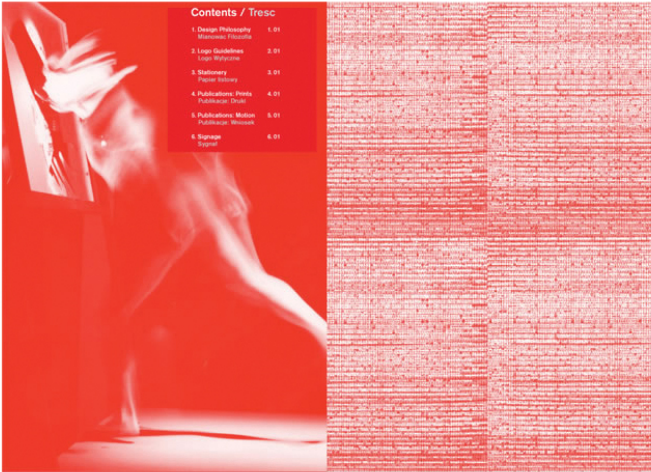 Contents / Tresc
1. Design Philosophy 1. 01
Mianowac Filozofia
2. Logo Guidelines 2. 01
Logo Wytyczne
3. Stationery 3. 01
Papier listowy
4. Publications: Prints 4. 01
Publikacje: Druki
5. Publications: Motion 5. 01
Publikacje: Wniosek
6. Signage 6. 01
Sygnal